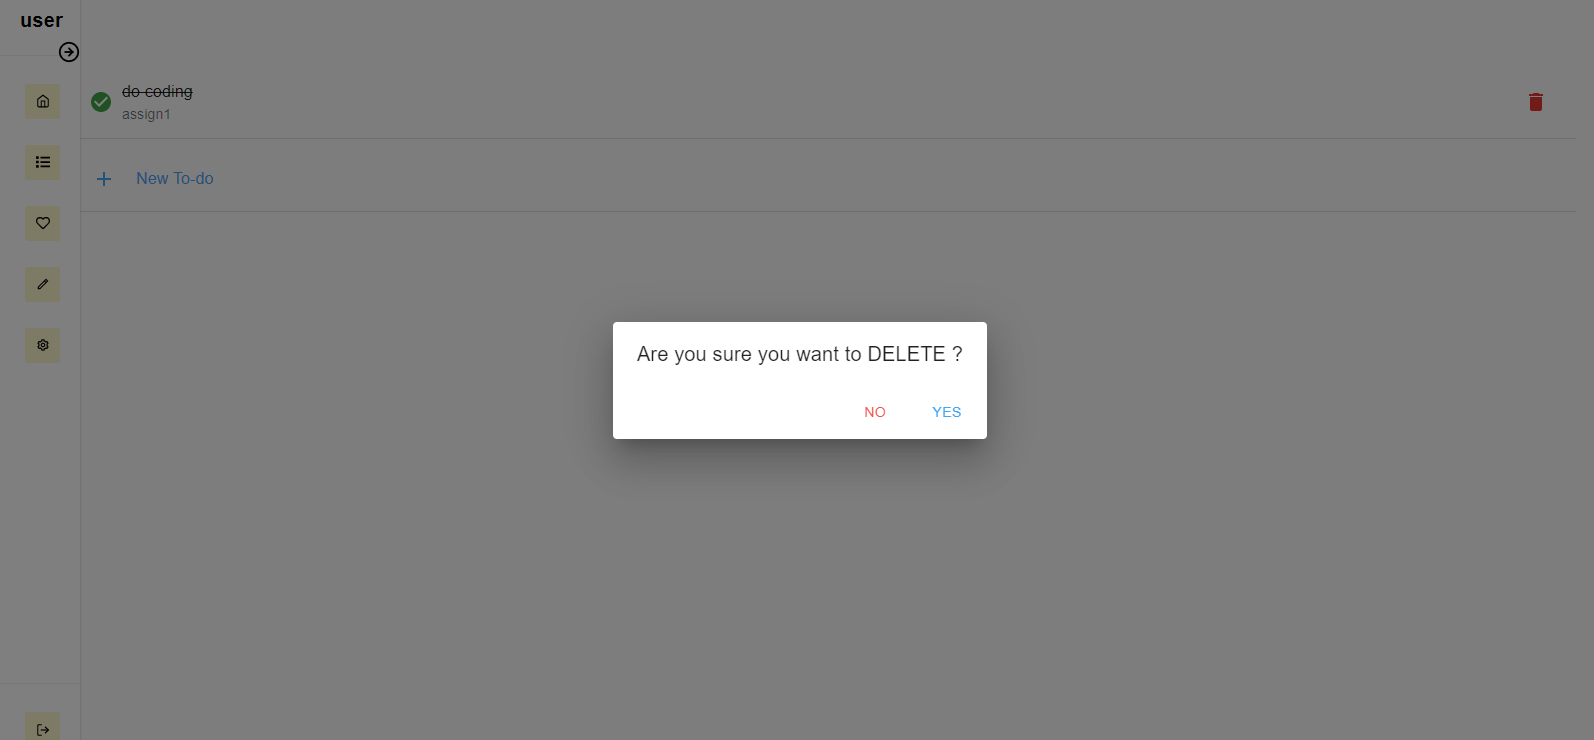 user
do coding
assign1
New To-do
Are you sure you want to DELETE ?
NO YES